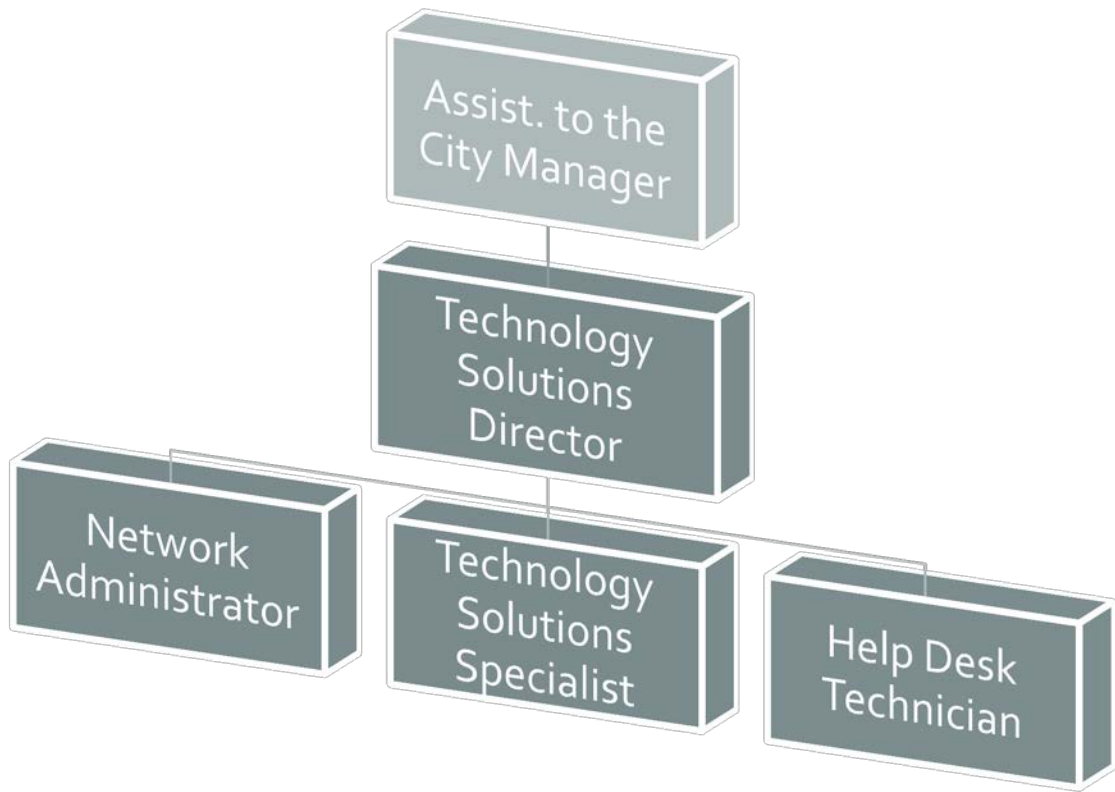 Assist. to the
City Manager
Technology
Solutions
Director
Network
Administrator
Technology
Solutions
Specialist
Help Desk
Technician